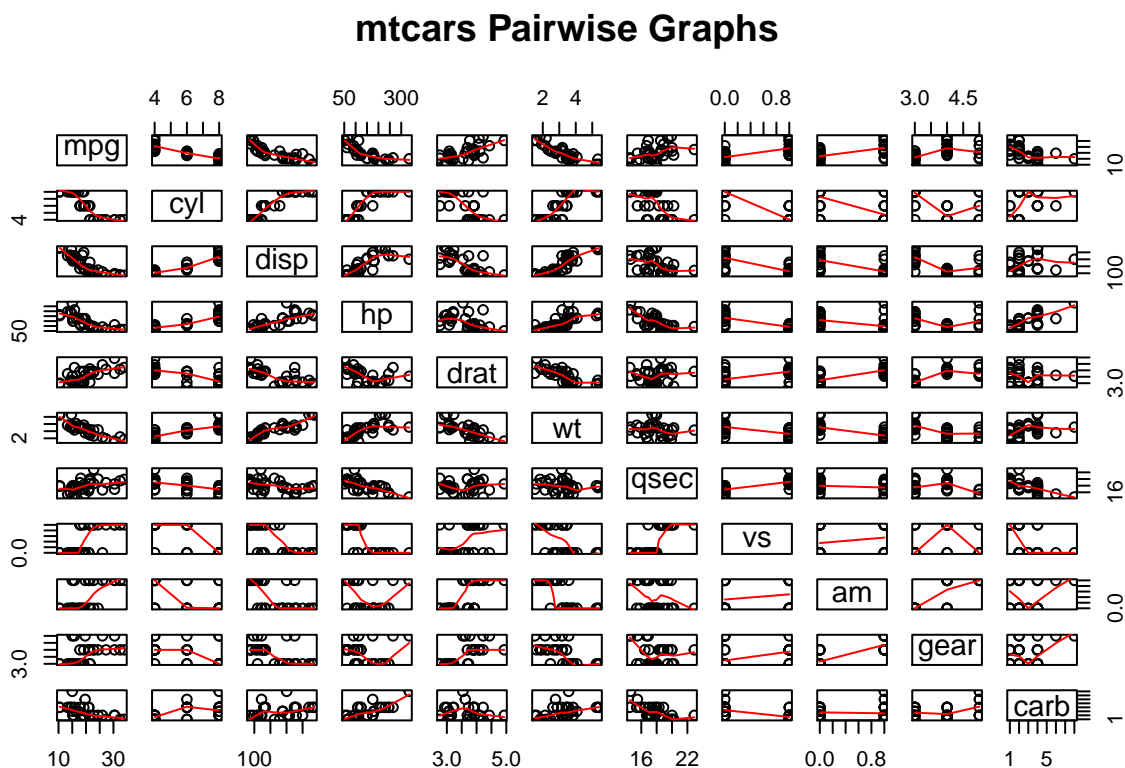 mtcars Pairwise Graphs
4 6 8 50 300 2 4 0.0 0.8 3.0 4.5
mpg 10
4 cyl
disp 100
50 hp
drat 3.0
2 wt
qsec 16
0.0 vs
am 0.0
3.0 gear
carb 1
10 20 30 100 3.0 5.0 16 22 0.0 0.8 1 5